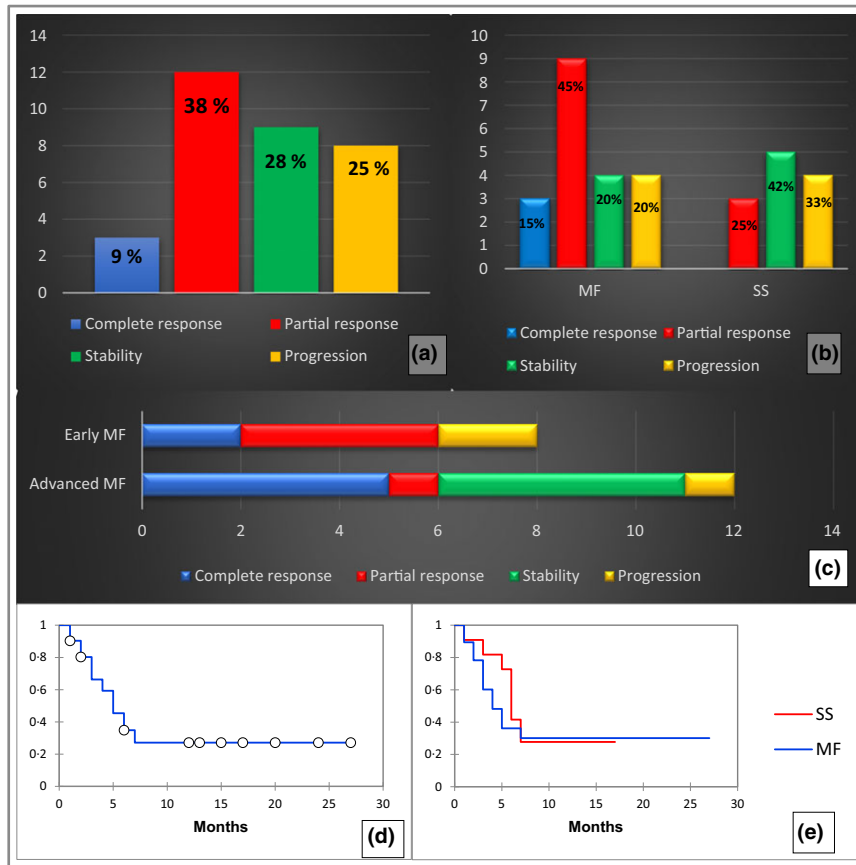 14
12
10
8
6
4
2
0
9 %
38 %
28 %
25 %
Complete response
Partial response
Stability
Progression
(a)
10
9
8
7
6
5
4
3
2
1
0
15%
45%
20%
20%
25%
42%
33%
MF
SS
Complete response
Partial response
Stability
Progression
(b)
Early MF
Advanced MF
0
2
4
6
8
10
12
14
Complete response
Partial response
Stability
Progression
(c)
1
0·8
0·6
0·4
0·2
0
0
5
10
15
20
25
30
Months
(d)
1
0·8
0·6
0·4
0·2
0
0
5
10
15
20
25
30
Months
(e)
SS
MF